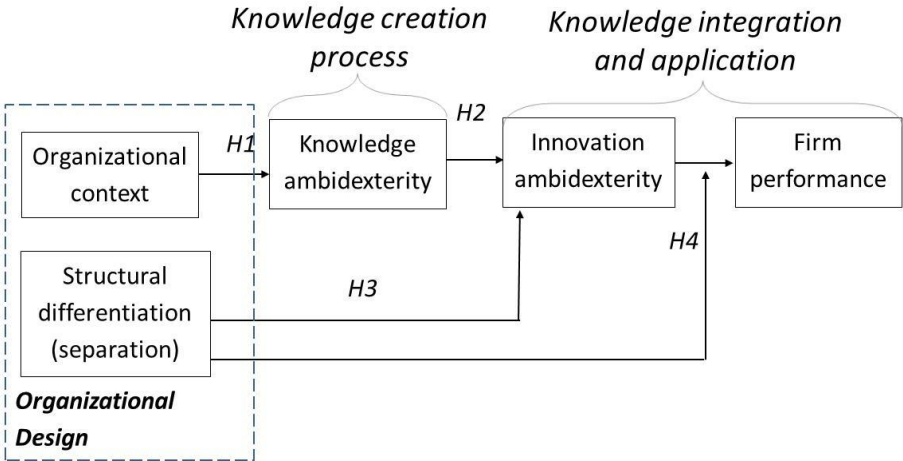 Knowledge creation
process
Knowledge integration
and application
H1
H2
Organizational
context
Knowledge
ambidexterity
Innovation
ambidexterity
Firm
performance
Structural
differentiation
(separation)
H3
H4
Organizational
Design